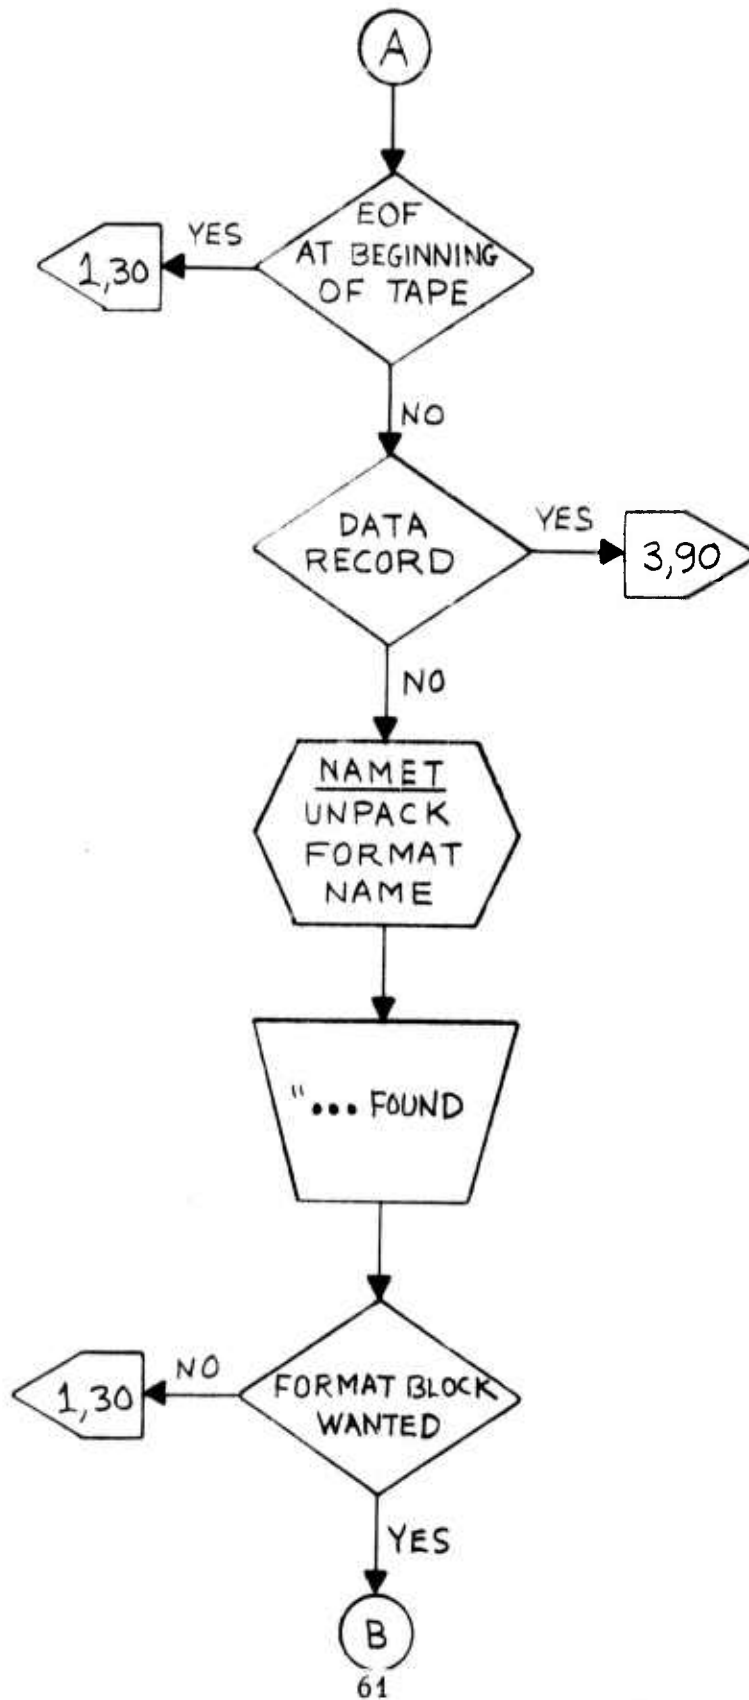 A
EOF
AT BEGINNING
OF TAPE
YES
1,30
NO
DATA
RECORD
YES
3,90
NO
NAMET
UNPACK
FORMAT
NAME
"... FOUND
FORMAT BLOCK
WANTED
NO
1,30
YES
B
61